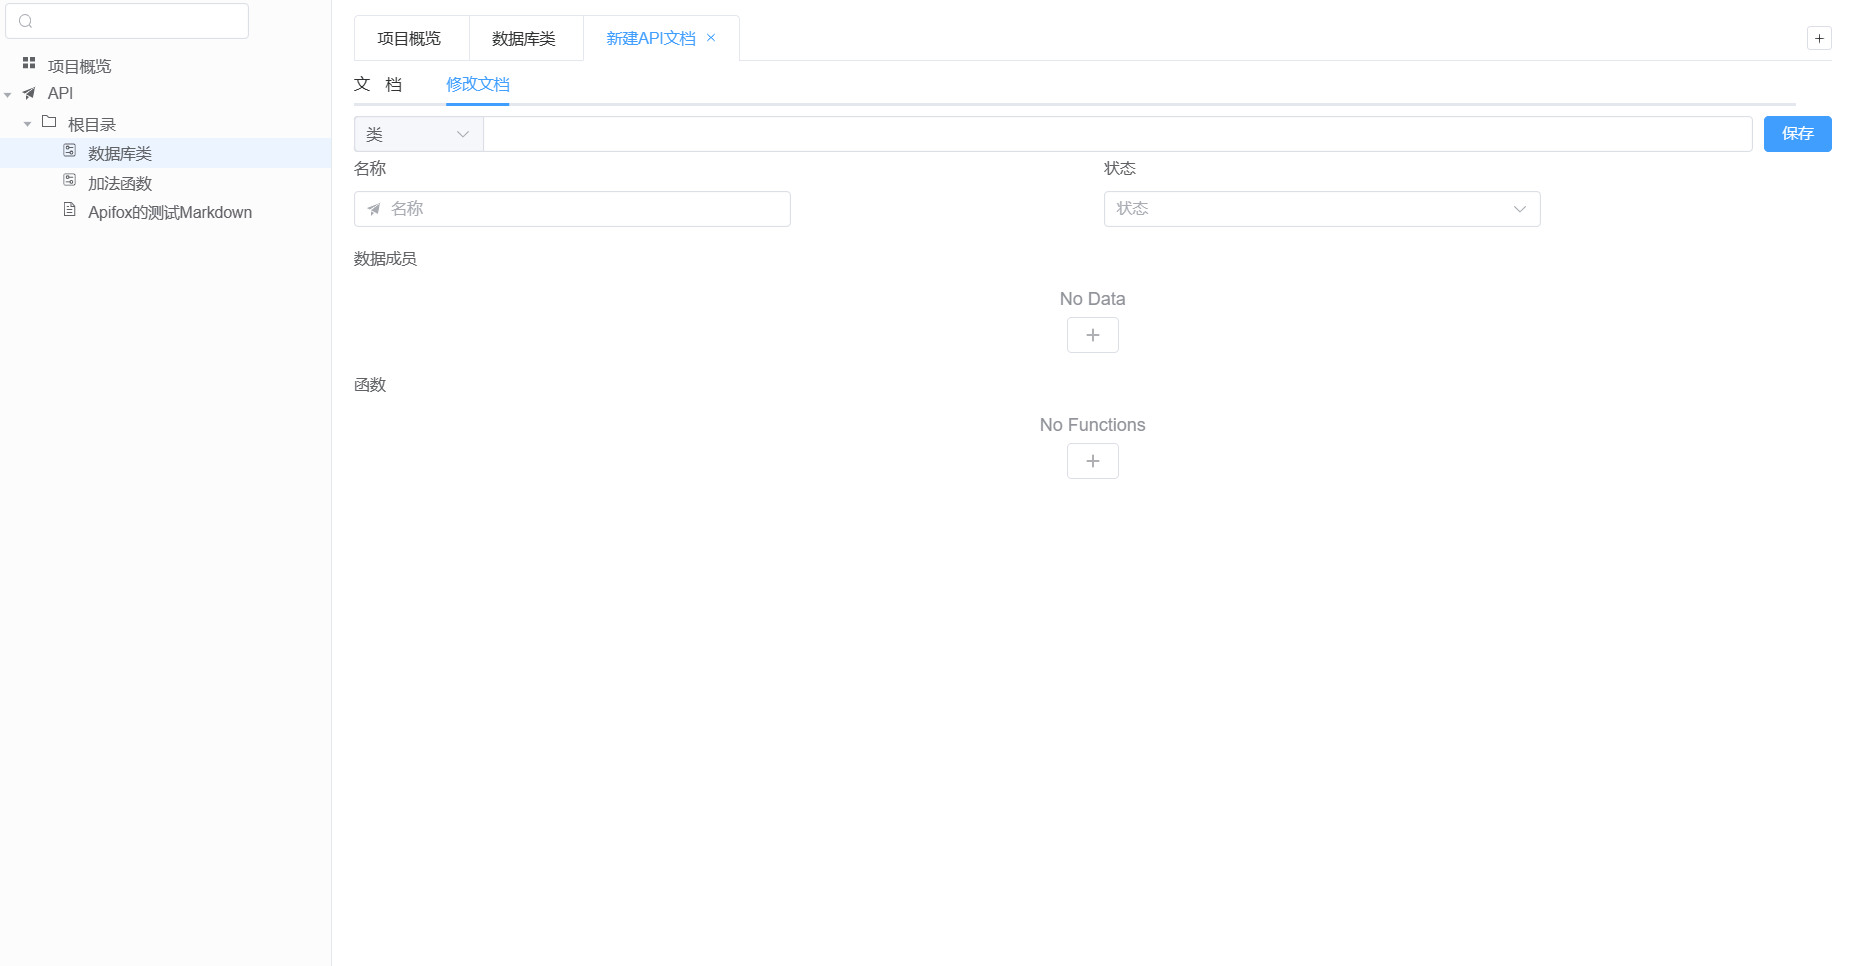 项目概览
API
根目录
数据库类
加法函数
Apifox的测试Markdown
项目概览 数据库类 新建API文档
文 档 修改文档
类 保存
名称 状态
名称 状态
数据成员
No Data
函数
No Functions